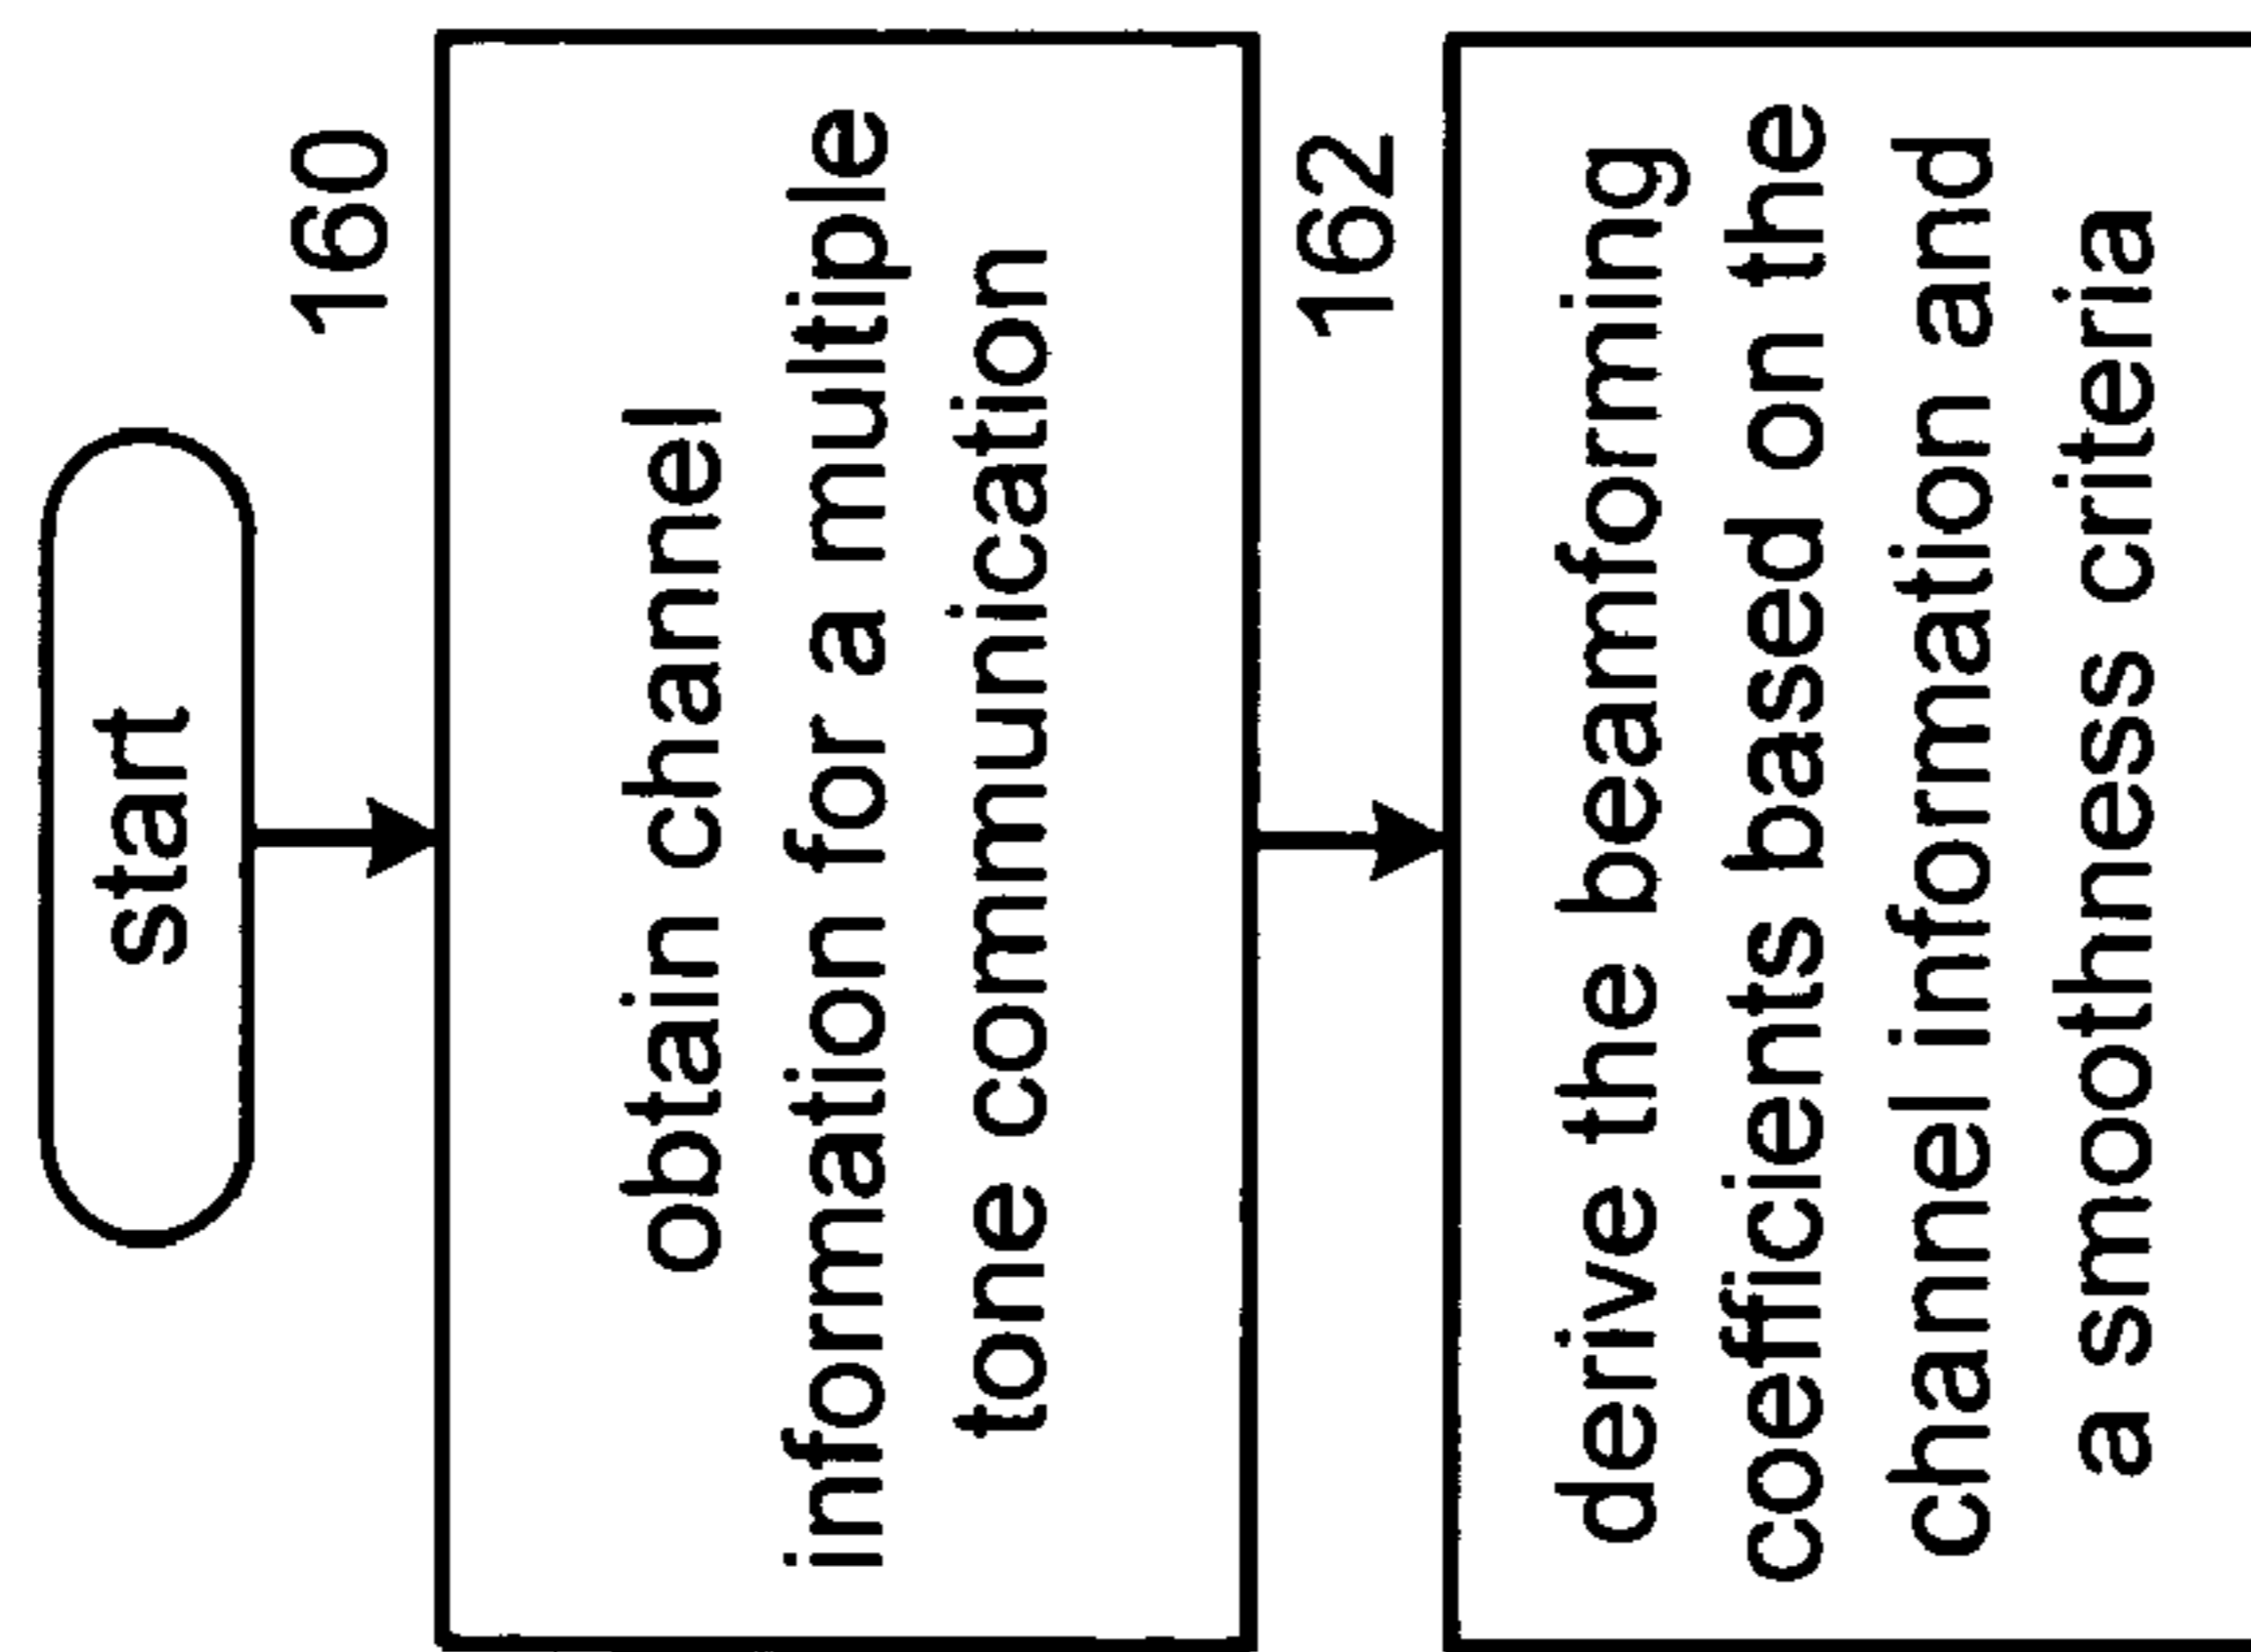 start
160
obtain channel
information for a multiple
tone communication
162
derive the beamforming
coefficients based on the
channel information and
a smoothness criteria